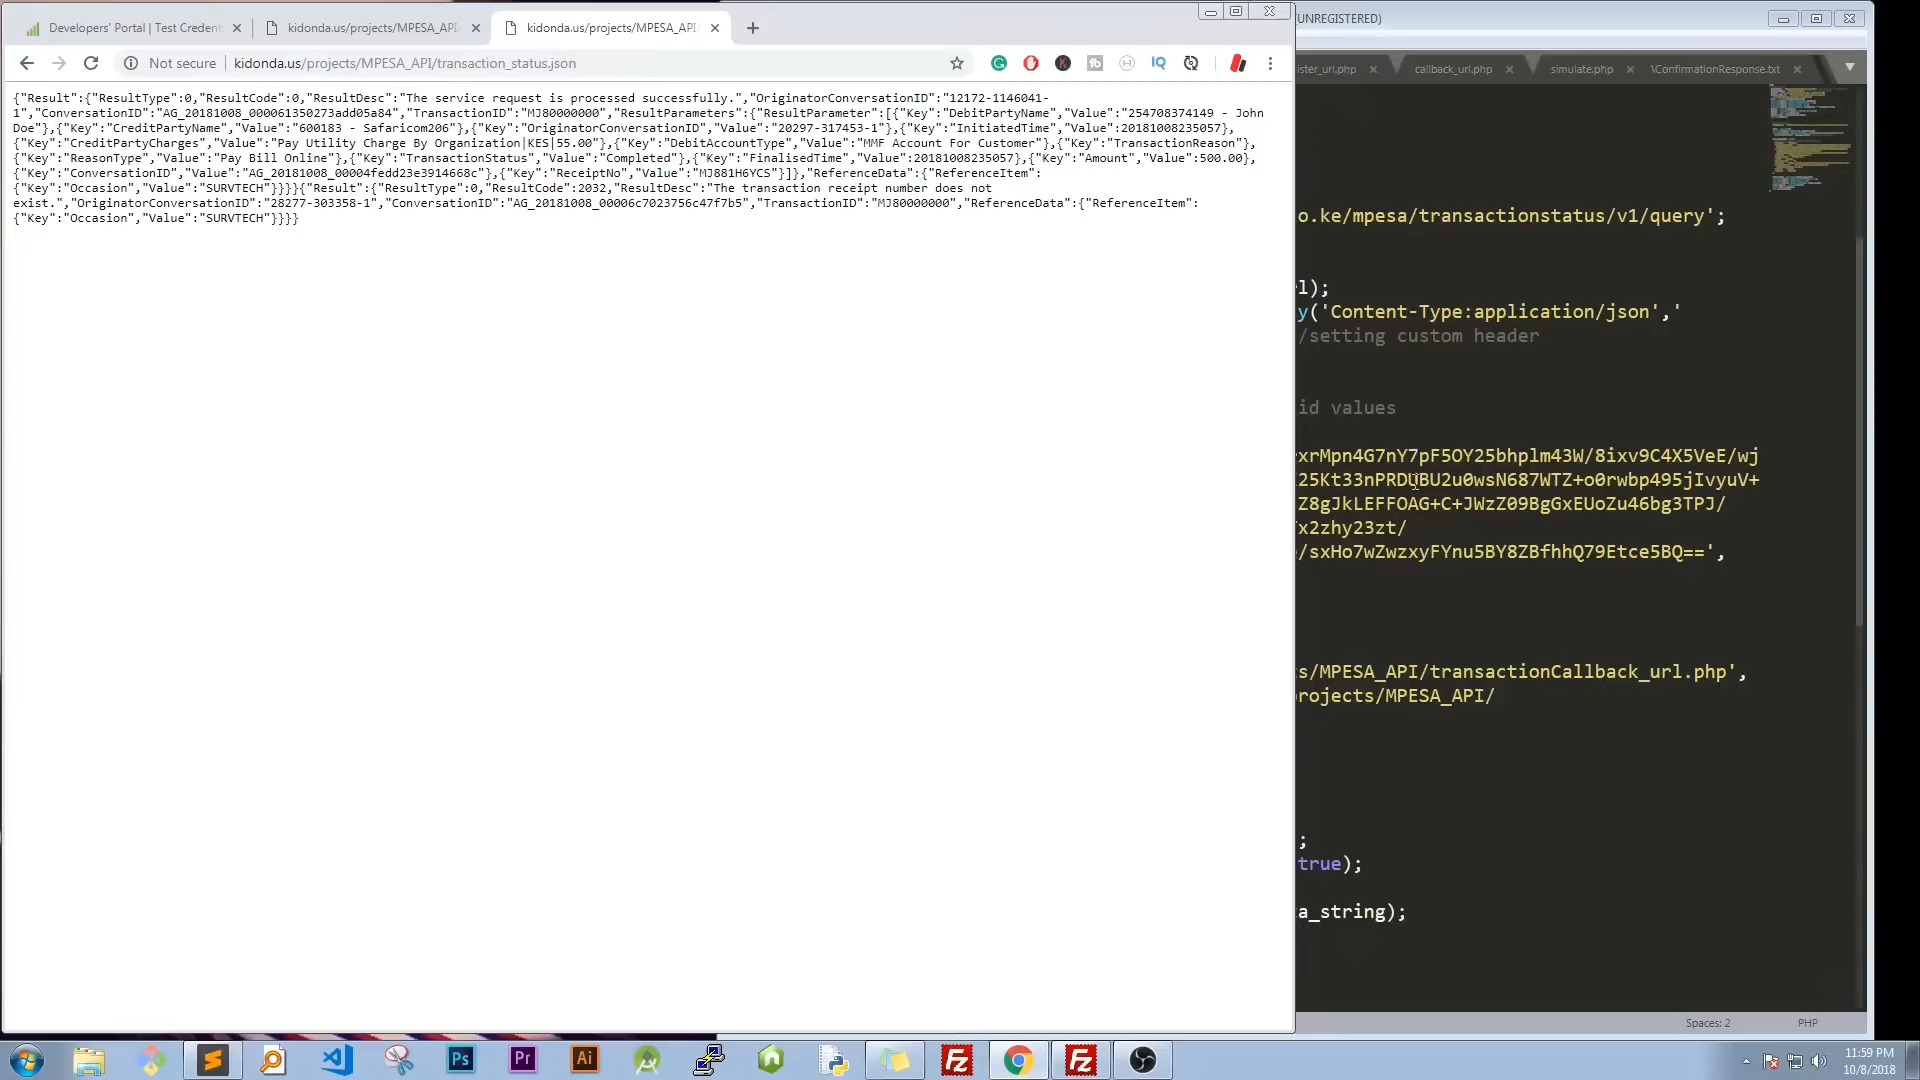 Developers' Portal | Test Credent
kidonda.us/projects/MPESA_API
kidonda.us/projects/MPESA_API
UNREGISTERED)
Not secure
kidonda.us/projects/MPESA_API/transaction_status.json
ister_url.php
callback_url.php
simulate.php
\ConfirmationResponse.txt
{"Result":{"ResultType":0,"ResultCode":0,"ResultDesc":"The service request is processed successfully.","OriginatorConversationID":"12172-1146041-
1","ConversationID":"AG_20181008_000061350273add05a84","TransactionID":"MJ80000000","ResultParameters":{"ResultParameter":[{"Key":"DebitPartyName","Value":"254708374149 - John
Doe"},{"Key":"CreditPartyName","Value":"600183 - Safaricom206"},{"Key":"OriginatorConversationID","Value":"20297-317453-1"},{"Key":"InitiatedTime","Value":20181008235057},
{"Key":"CreditPartyCharges","Value":"Pay Utility Charge By Organization|KES|55.00"},{"Key":"DebitAccountType","Value":"MMF Account For Customer"},{"Key":"TransactionReason"},
{"Key":"ReasonType","Value":"Pay Bill Online"},{"Key":"TransactionStatus","Value":"Completed"},{"Key":"FinalisedTime","Value":20181008235057},{"Key":"Amount","Value":500.00},
{"Key":"ConversationID","Value":"AG_20181008_00004fedd23e3914668c"},{"Key":"ReceiptNo","Value":"MJ881H6YCS"}]},"ReferenceData":{"ReferenceItem":
{"Key":"Occasion","Value":"SURVTECH"}}}}{"Result":{"ResultType":0,"ResultCode":2032,"ResultDesc":"The transaction receipt number does not
exist.","OriginatorConversationID":"28277-303358-1","ConversationID":"AG_20181008_00006c7023756c47f7b5","TransactionID":"MJ80000000","ReferenceData":{"ReferenceItem":
{"Key":"Occasion","Value":"SURVTECH"}}}}
o.ke/mpesa/transactionstatus/v1/query';
l);
y('Content-Type:application/json','
/setting custom header
id values
xrMpn4G7nY7pF5OY25bhplm43W/8ixv9C4X5VeE/wj
25Kt33nPRDUBU2u0wsN687WTZ+o0rwbp495jIvyuV+
Z8gJkLEFFOAG+C+JWzZ09BgGxEUoZu46bg3TPJ/
x2zhy23zt/
/sxHo7wZwzxyFYnu5BY8ZBfhhQ79Etce5BQ==',
s/MPESA_API/transactionCallback_url.php',
rojects/MPESA_API/
;
true);
a_string);
Spaces: 2
PHP
Ps
Pr
Ai
11:59 PM
10/8/2018